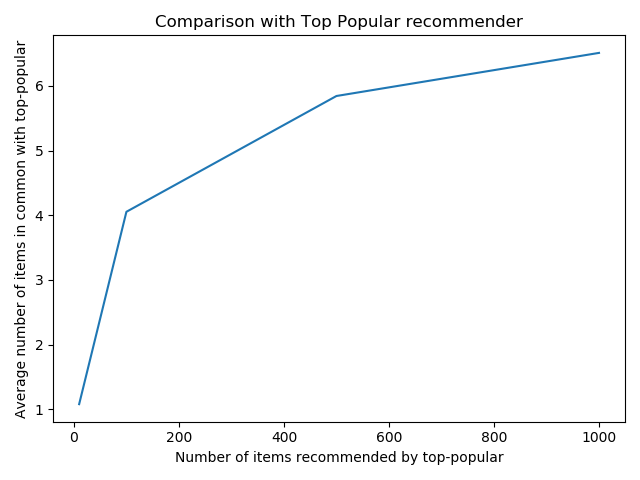 Comparison with Top Popular recommender
Average number of items in common with top-popular
6
5
4
3
2
1
0 200 400 600 800 1000
Number of items recommended by top-popular